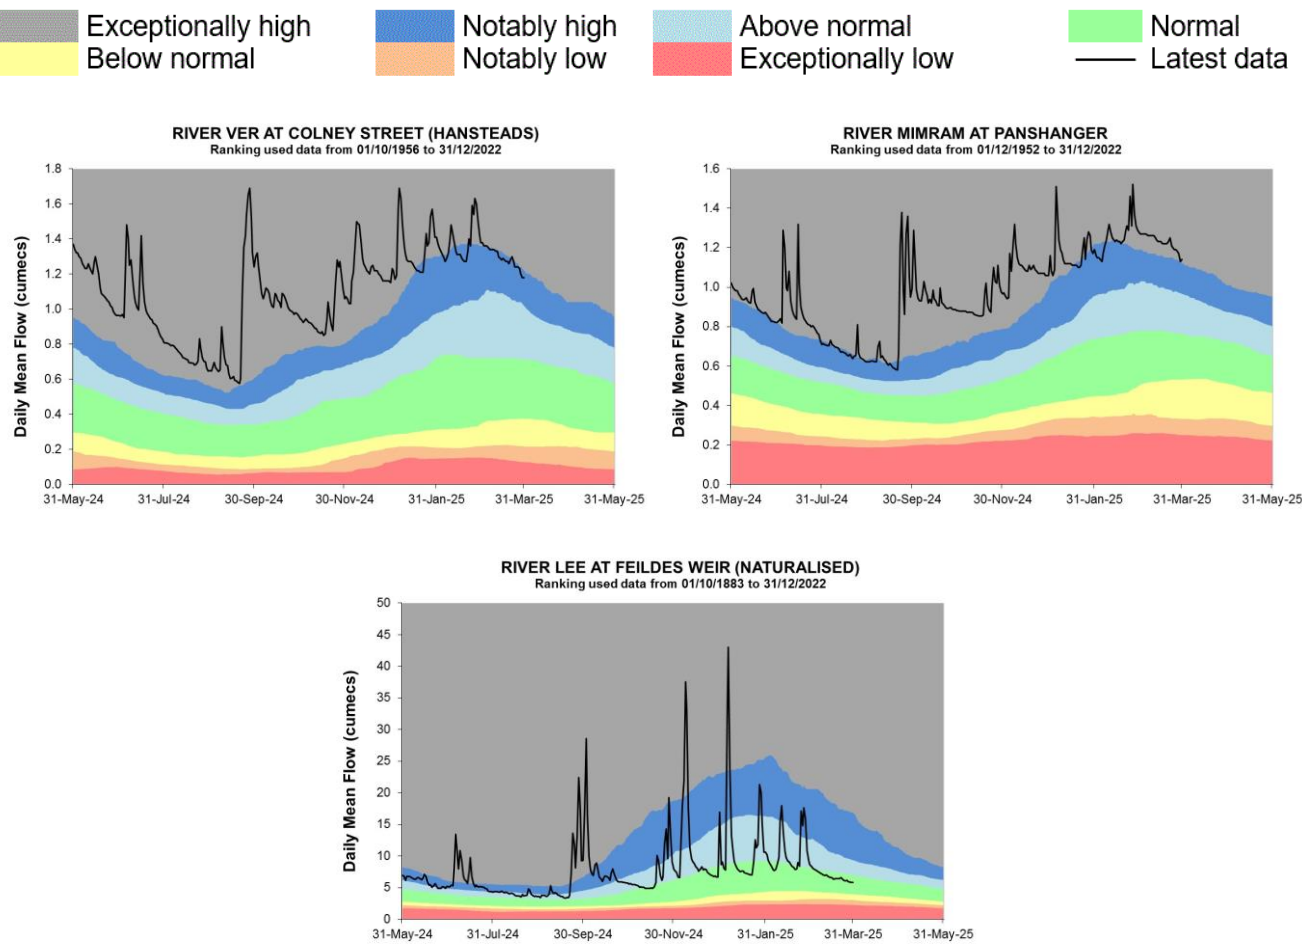 Exceptionally high Notably high Above normal Normal
Below normal Notably low Exceptionally low Latest data
RIVER VER AT COLNEY STREET (HANSTEADS)
Ranking used data from 01/10/1956 to 31/12/2022
Daily Mean Flow (cumecs)
1.8
1.6
1.4
1.2
1.0
0.8
0.6
0.4
0.2
0.0
31-May-24 31-Jul-24 30-Sep-24 30-Nov-24 31-Jan-25 31-Mar-25 31-May-25
RIVER MIMRAM AT PANSHANGER
Ranking used data from 01/12/1952 to 31/12/2022
Daily Mean Flow (cumecs)
1.6
1.4
1.2
1.0
0.8
0.6
0.4
0.2
0.0
31-May-24 31-Jul-24 30-Sep-24 30-Nov-24 31-Jan-25 31-Mar-25 31-May-25
RIVER LEE AT FEILDES WEIR (NATURALISED)
Ranking used data from 01/10/1883 to 31/12/2022
Daily Mean Flow (cumecs)
50
45
40
35
30
25
20
15
10
5
0
31-May-24 31-Jul-24 30-Sep-24 30-Nov-24 31-Jan-25 31-Mar-25 31-May-25